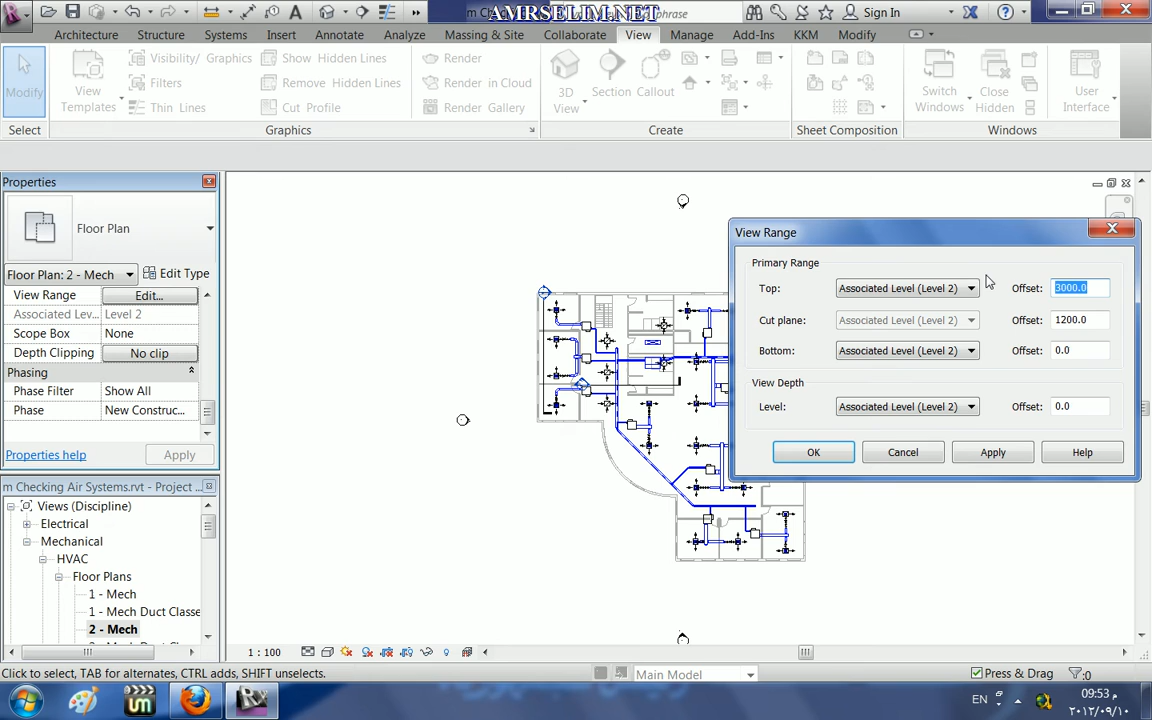 m Checking
AMRSELIM.NET
phrase
Sign In
Architecture Structure Systems Insert Annotate Analyze Massing & Site Collaborate View Manage Add-Ins KKM Modify
Modify
View
Templates
Visibility/ Graphics
Filters
Thin Lines
Show Hidden Lines
Remove Hidden Lines
Cut Profile
Render
Render in Cloud
Render Gallery
3D
View
Section
Callout
Switch
Windows
Close
Hidden
User
Interface
Select
Graphics
Create
Sheet Composition
Windows
Properties
Floor Plan
Floor Plan: 2 - Mech
Edit Type
View Range Edit...
Associated Lev... Level 2
Scope Box None
Depth Clipping No clip
Phasing
Phase Filter Show All
Phase New Construc...
Properties help Apply
m Checking Air Systems.rvt - Project ...
Views (Discipline)
Electrical
Mechanical
HVAC
Floor Plans
1 - Mech
1 - Mech Duct Classe
2 - Mech
View Range
Primary Range
Top: Associated Level (Level 2) Offset: 3000.0
Cut plane: Associated Level (Level 2) Offset: 1200.0
Bottom: Associated Level (Level 2) Offset: 0.0
View Depth
Level: Associated Level (Level 2) Offset: 0.0
OK Cancel Apply Help
1 : 100
Click to select, TAB for alternates, CTRL adds, SHIFT unselects.
Main Model
Press & Drag
:0
EN
09:53 م
٢٠١٢/٠٩/١٠